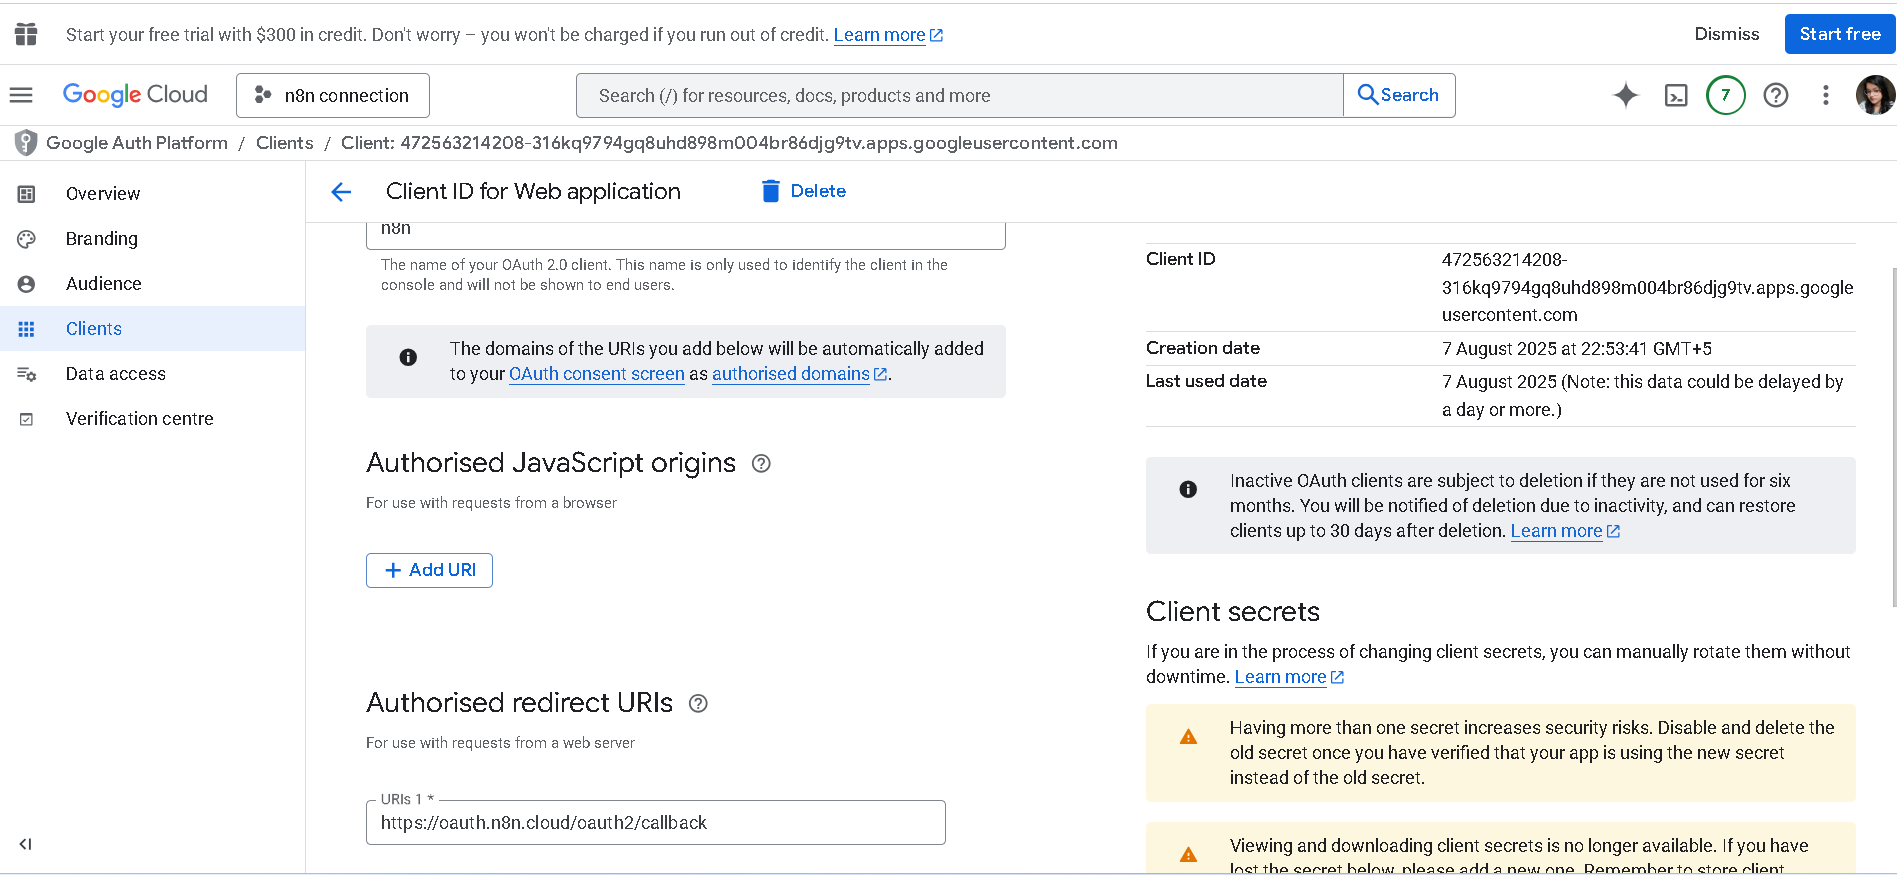 Start your free trial with $300 in credit. Don't worry – you won't be charged if you run out of credit. Learn more
Dismiss
Start free
Google Cloud
n8n connection
Search (/) for resources, docs, products and more
Search
7
Google Auth Platform / Clients / Client: 472563214208-316kq9794gq8uhd898m004br86djg9tv.apps.googleusercontent.com
Overview
Branding
Audience
Clients
Data access
Verification centre
Client ID for Web application
Delete
n8n
The name of your OAuth 2.0 client. This name is only used to identify the client in the
console and will not be shown to end users.
The domains of the URIs you add below will be automatically added
to your OAuth consent screen as authorised domains.
Authorised JavaScript origins
For use with requests from a browser
Add URI
Authorised redirect URIs
For use with requests from a web server
URIs 1 *
https://oauth.n8n.cloud/oauth2/callback
Client ID
472563214208-
316kq9794gq8uhd898m004br86djg9tv.apps.google
usercontent.com
Creation date
7 August 2025 at 22:53:41 GMT+5
Last used date
7 August 2025 (Note: this data could be delayed by
a day or more.)
Inactive OAuth clients are subject to deletion if they are not used for six
months. You will be notified of deletion due to inactivity, and can restore
clients up to 30 days after deletion. Learn more
Client secrets
If you are in the process of changing client secrets, you can manually rotate them without
downtime. Learn more
Having more than one secret increases security risks. Disable and delete the
old secret once you have verified that your app is using the new secret
instead of the old secret.
Viewing and downloading client secrets is no longer available. If you have
lost the secret below, please add a new one. Remember to store client